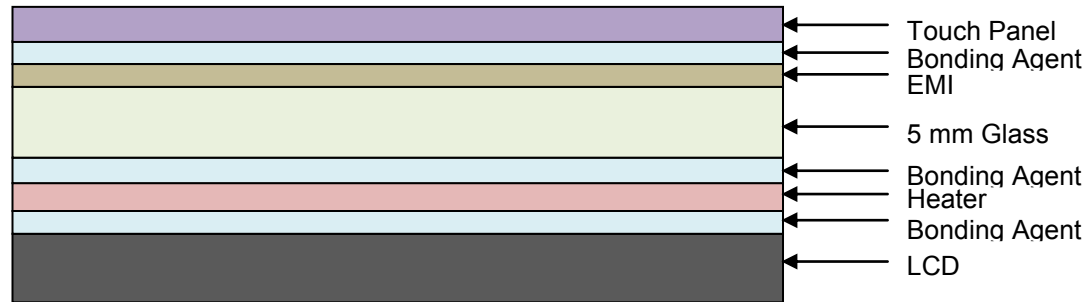 Touch Panel
Bonding Agent
EMI
5 mm Glass
Bonding Agent
Heater
Bonding Agent
LCD